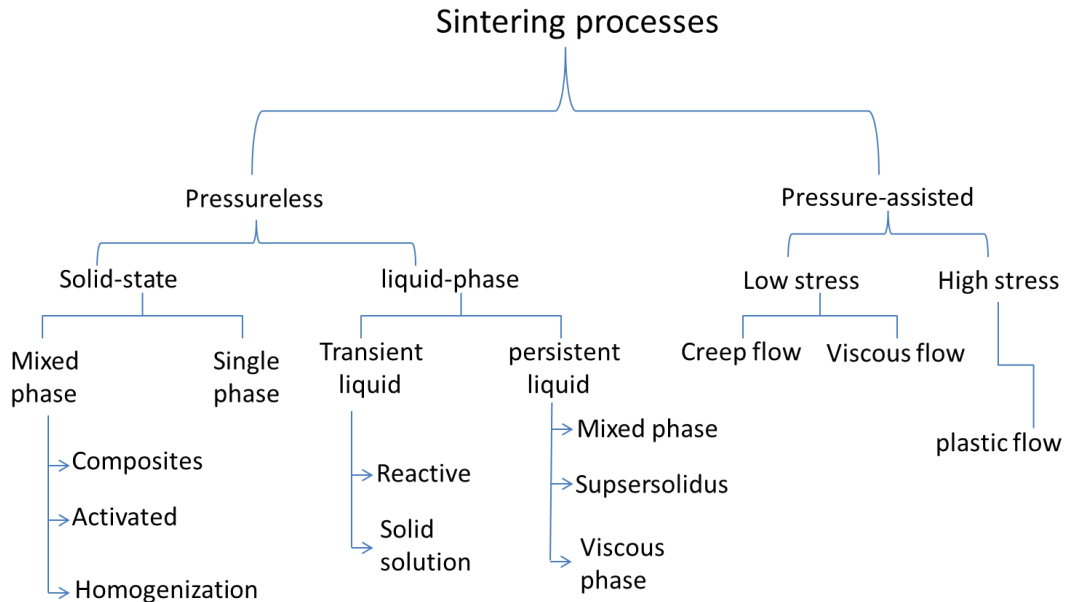 Sintering processes
Pressureless
Pressure-assisted
Solid-state
liquid-phase
Low stress
High stress
Mixed
phase
Single
phase
Transient
liquid
persistent
liquid
Creep flow
Viscous flow
plastic flow
Composites
Activated
Homogenization
Reactive
Solid
solution
Mixed phase
Supsersolidus
Viscous
phase